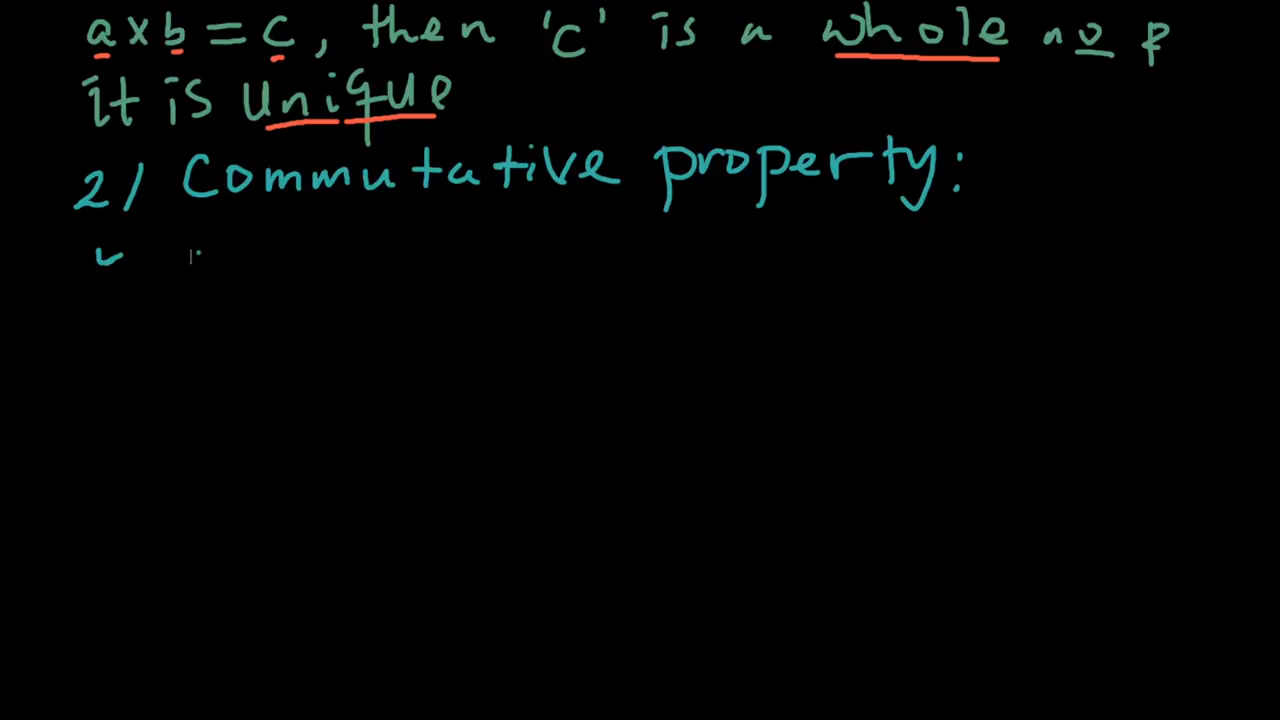 a x b = c, then 'c' is a whole no &
it is unique
2) Commutative property: